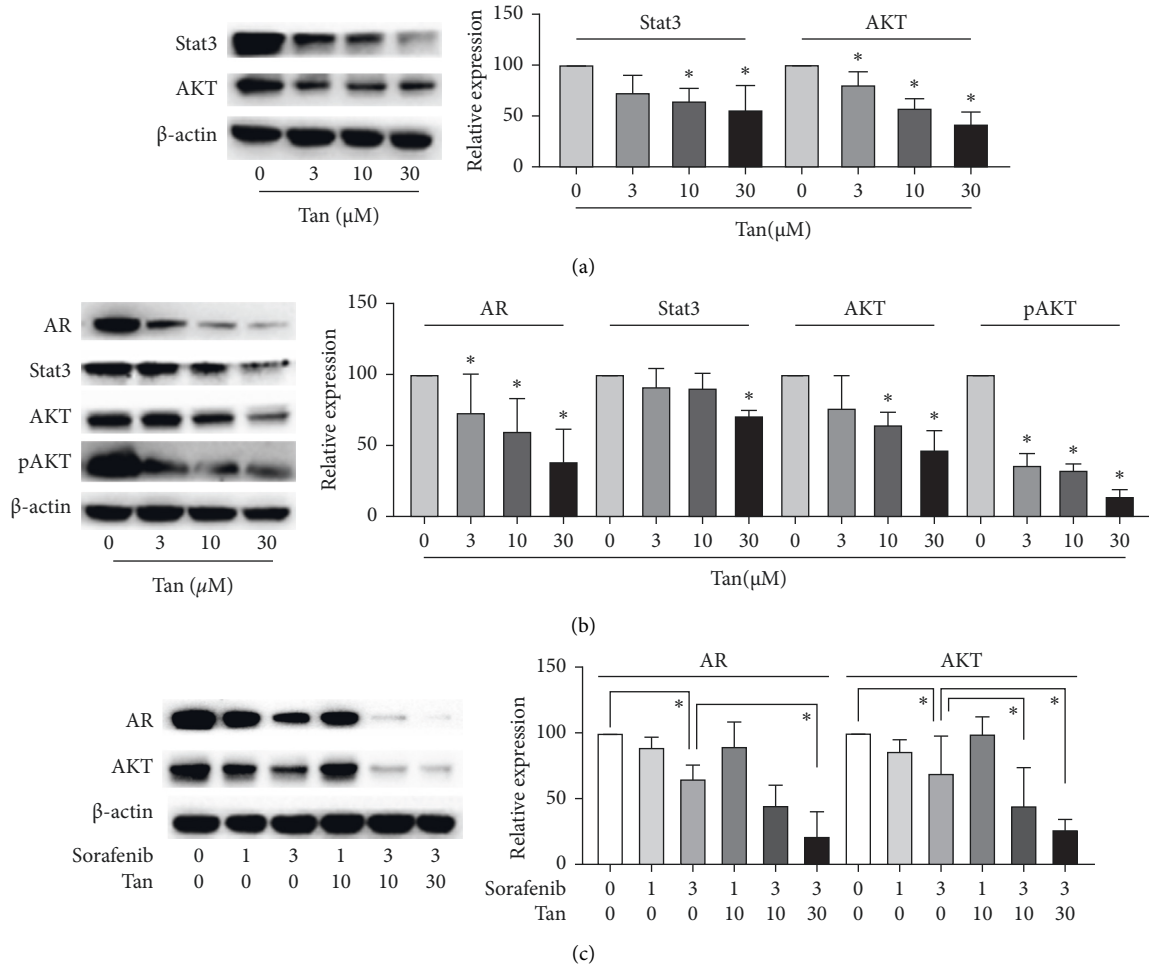 Stat3
AKT
β-actin
0 3 10 30
Tan (μM)
Relative expression
150
100
50
0
Stat3 AKT
* * * * *
0 3 10 30 0 3 10 30
Tan(μM)
(a)
AR
Stat3
AKT
pAKT
β-actin
0 3 10 30
Tan (μM)
Relative expression
150
100
50
0
AR Stat3 AKT pAKT
* * * * * * * * *
0 3 10 30 0 3 10 30 0 3 10 30 0 3 10 30
Tan(μM)
(b)
AR
AKT
β-actin
Sorafenib 0 1 3 1 3 3
Tan 0 0 0 10 10 30
Relative expression
150
100
50
0
AR AKT
* * * * *
Sorafenib 0 1 3 1 3 3 0 1 3 1 3 3
Tan 0 0 0 10 10 30 0 0 0 10 10 30
(c)